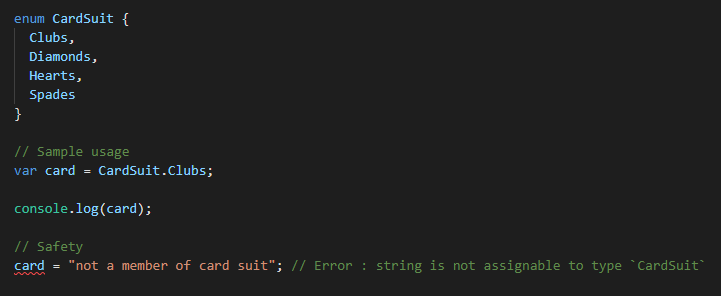 enum CardSuit {
  Clubs,
  Diamonds,
  Hearts,
  Spades
}
// Sample usage
var card = CardSuit.Clubs;
console.log(card);
// Safety
card = "not a member of card suit"; // Error : string is not assignable to type `CardSuit`